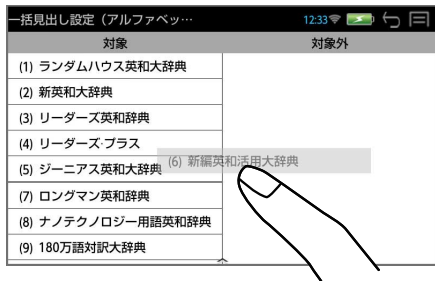 一括見出し設定（アルファベッ…
12:33
対象
対象外
(1) ランダムハウス英和大辞典
(2) 新英和大辞典
(3) リーダーズ英和辞典
(4) リーダーズ·プラス
(5) ジーニアス英和大辞典
(6) 新編英和活用大辞典
(7) ロングマン英和辞典
(8) ナノテクノロジー用語英和辞典
(9) 180万語対訳大辞典